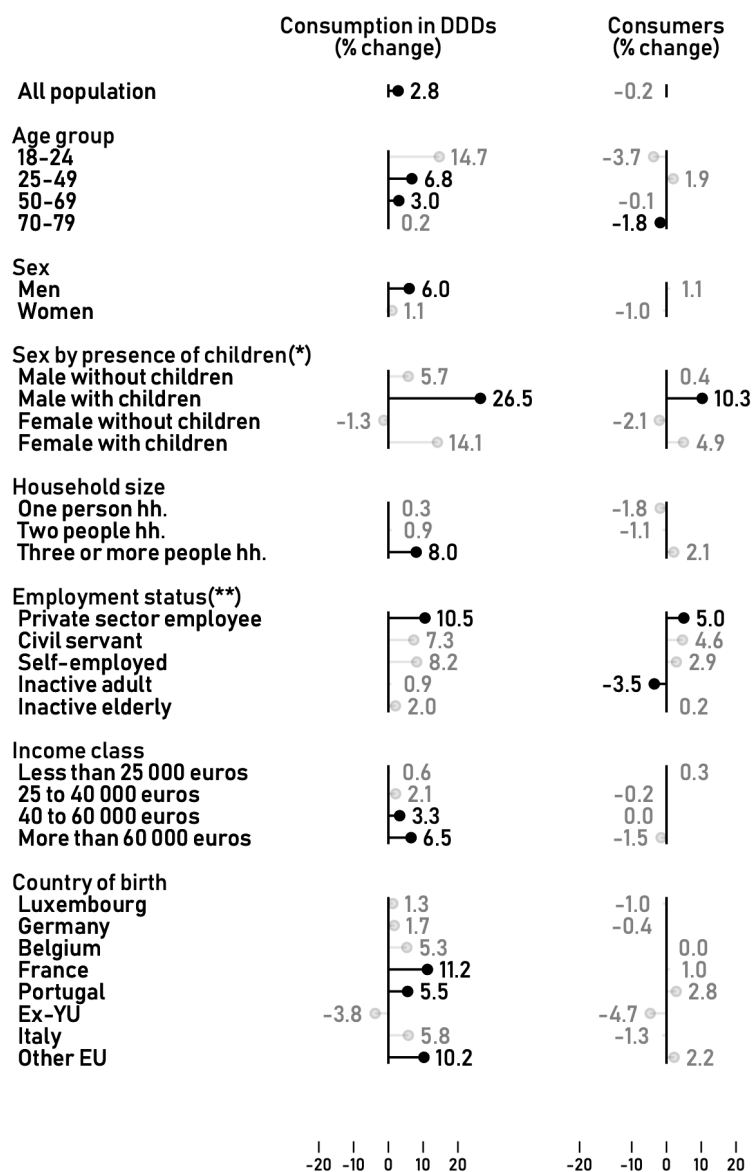 Consumption in DDDs Consumers
(% change) (% change)
All population 2.8 -0.2
Age group
18-24 14.7 -3.7
25-49 6.8 1.9
50-69 3.0 -0.1
70-79 0.2 -1.8
Sex
Men 6.0 1.1
Women 1.1 -1.0
Sex by presence of children(*)
Male without children 5.7 0.4
Male with children 26.5 10.3
Female without children -1.3 -2.1
Female with children 14.1 4.9
Household size
One person hh. 0.3 -1.8
Two people hh. 0.9 -1.1
Three or more people hh. 8.0 2.1
Employment status(**)
Private sector employee 10.5 5.0
Civil servant 7.3 4.6
Self-employed 8.2 2.9
Inactive adult 0.9 -3.5
Inactive elderly 2.0 0.2
Income class
Less than 25 000 euros 0.6 0.3
25 to 40 000 euros 2.1 -0.2
40 to 60 000 euros 3.3 0.0
More than 60 000 euros 6.5 -1.5
Country of birth
Luxembourg 1.3 -1.0
Germany 1.7 -0.4
Belgium 5.3 0.0
France 11.2 1.0
Portugal 5.5 2.8
Ex-YU -3.8 -4.7
Italy 5.8 -1.3
Other EU 10.2 2.2
-20 -10 0 10 20 -20 -10 0 10 20